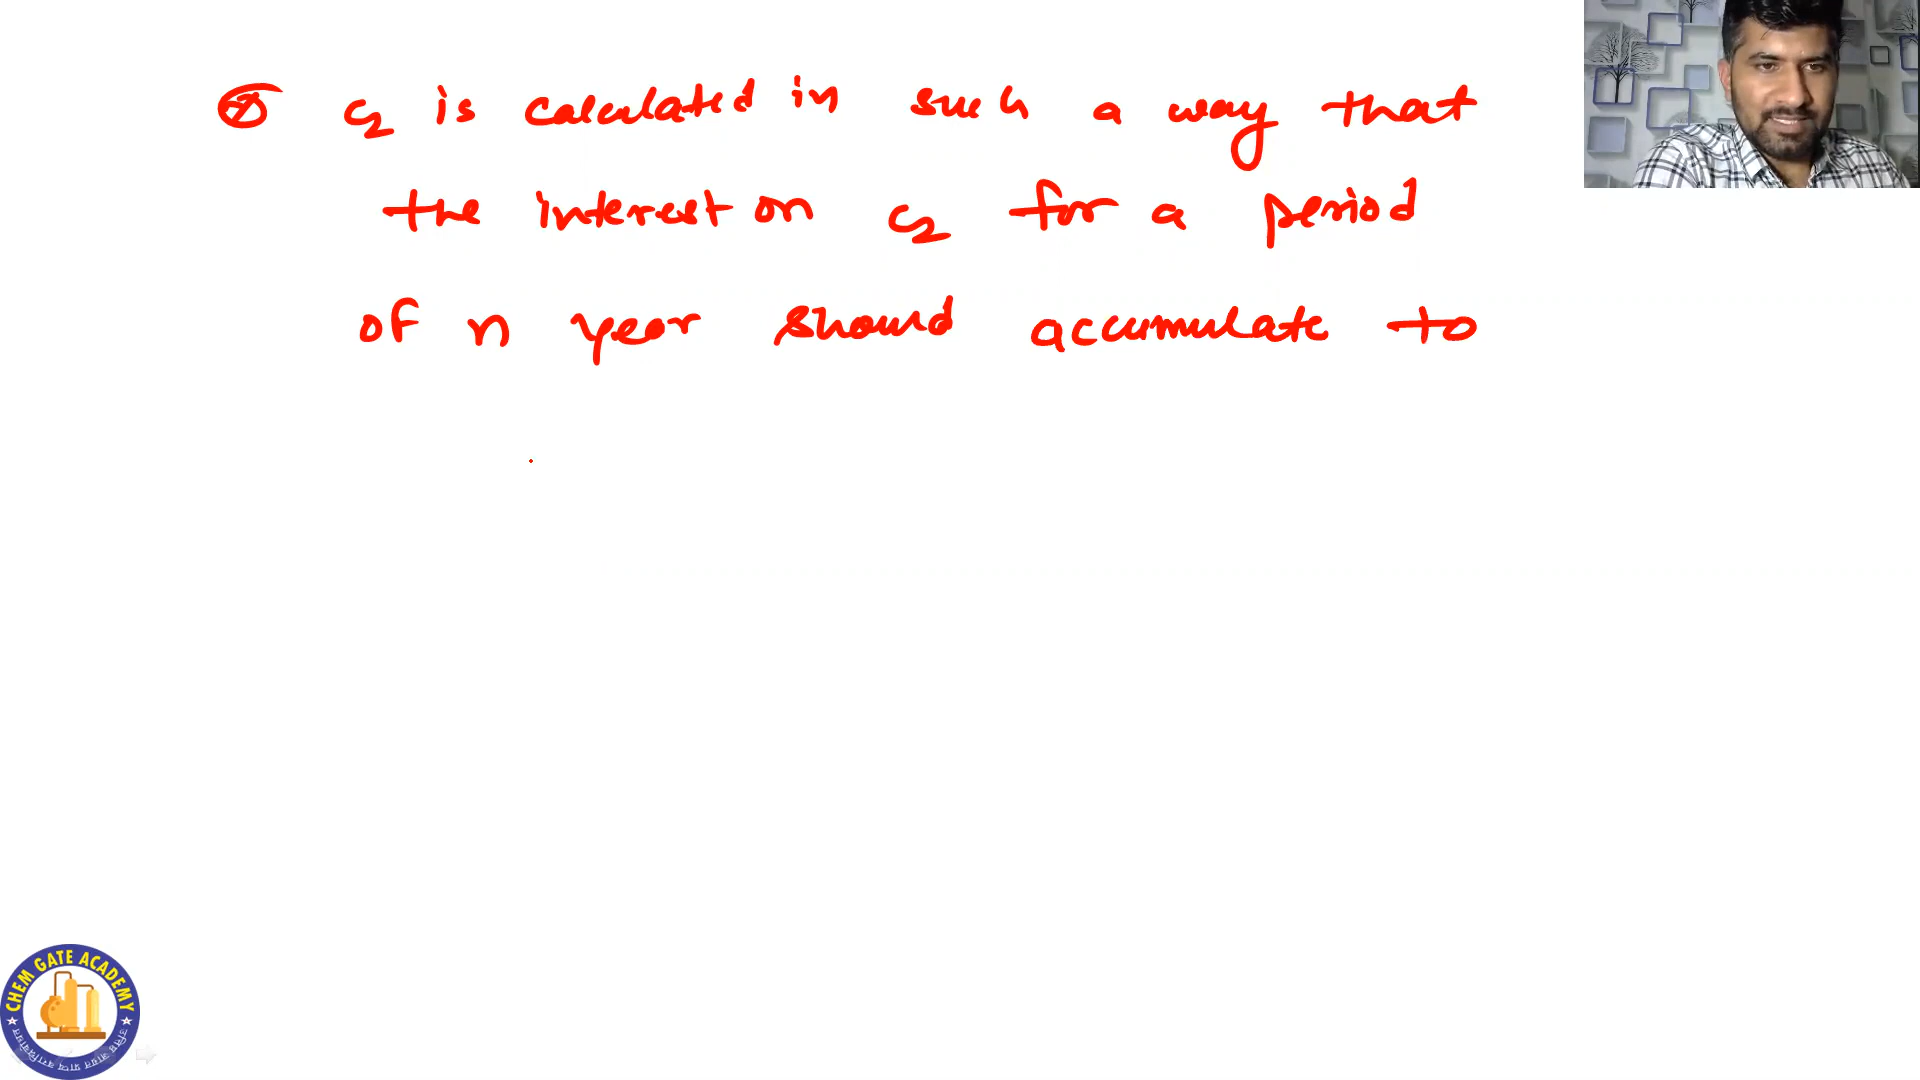 C2 is calculated in such a way that
the interest on C2 for a period
of n year should accumulate to
CHEM GATE ACADEMY